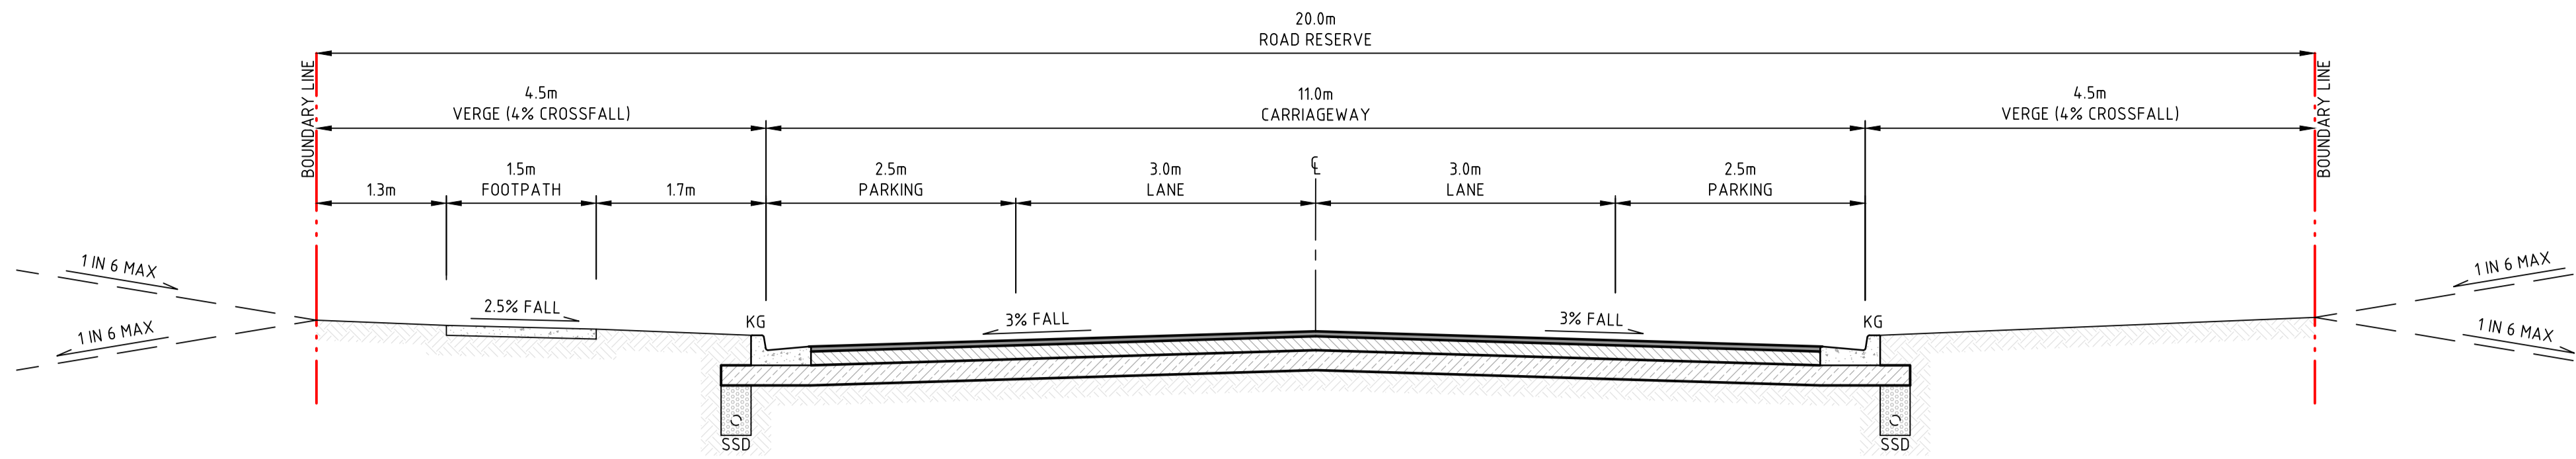 20.0m
ROAD RESERVE
BOUNDARY LINE
4.5m
VERGE (4% CROSSFALL)
11.0m
CARRIAGEWAY
4.5m
VERGE (4% CROSSFALL)
BOUNDARY LINE
1.3m
1.5m
FOOTPATH
1.7m
2.5m
PARKING
3.0m
LANE
℄
3.0m
LANE
2.5m
PARKING
1 IN 6 MAX
1 IN 6 MAX
2.5% FALL
KG
3% FALL
3% FALL
KG
1 IN 6 MAX
1 IN 6 MAX
SSD
SSD